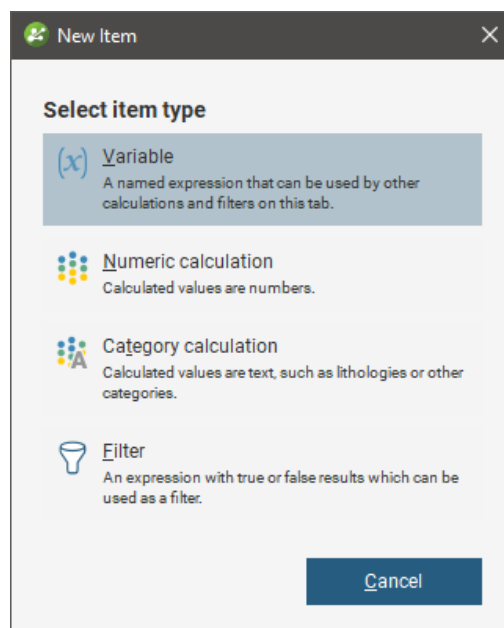 New Item
Select item type
(x) Variable
A named expression that can be used by other
calculations and filters on this tab.
Numeric calculation
Calculated values are numbers.
A Category calculation
Calculated values are text, such as lithologies or other
categories.
Filter
An expression with true or false results which can be
used as a filter.
Cancel